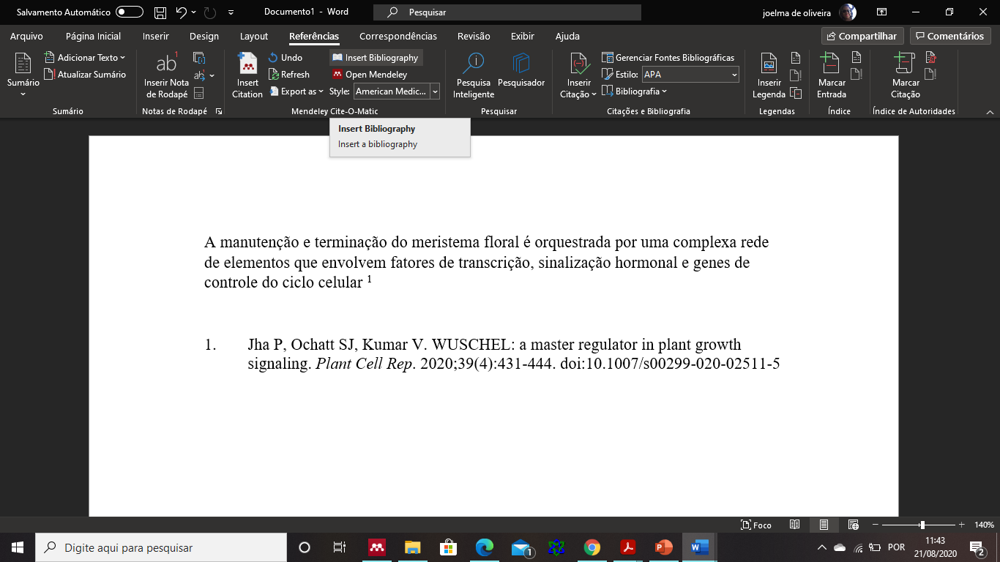 Salvamento Automático
Documento1 - Word
Pesquisar
joelma de oliveira
Arquivo Página Inicial Inserir Design Layout Referências Correspondências Revisão Exibir Ajuda
Compartilhar Comentários
Sumário
Adicionar Texto
Atualizar Sumário
Sumário
ab1
Inserir Nota
de Rodapé
ab
Notas de Rodapé
Insert
Citation
Undo
Refresh
Export as
Insert Bibliography
Open Mendeley
Style: American Medic...
Mendeley Cite-O-Matic
Pesquisa
Inteligente
Pesquisador
Pesquisar
Inserir
Citação
Gerenciar Fontes Bibliográficas
Estilo: APA
Bibliografia
Citações e Bibliografia
Inserir
Legenda
Legendas
Marcar
Entrada
Índice
Marcar
Citação
Índice de Autoridades
Insert Bibliography
Insert a bibliography
A manutenção e terminação do meristema floral é orquestrada por uma complexa rede
de elementos que envolvem fatores de transcrição, sinalização hormonal e genes de
controle do ciclo celular 1
1. Jha P, Ochatt SJ, Kumar V. WUSCHEL: a master regulator in plant growth
signaling. Plant Cell Rep. 2020;39(4):431-444. doi:10.1007/s00299-020-02511-5
Foco
140%
Digite aqui para pesquisar
1
POR
11:43
21/08/2020
2